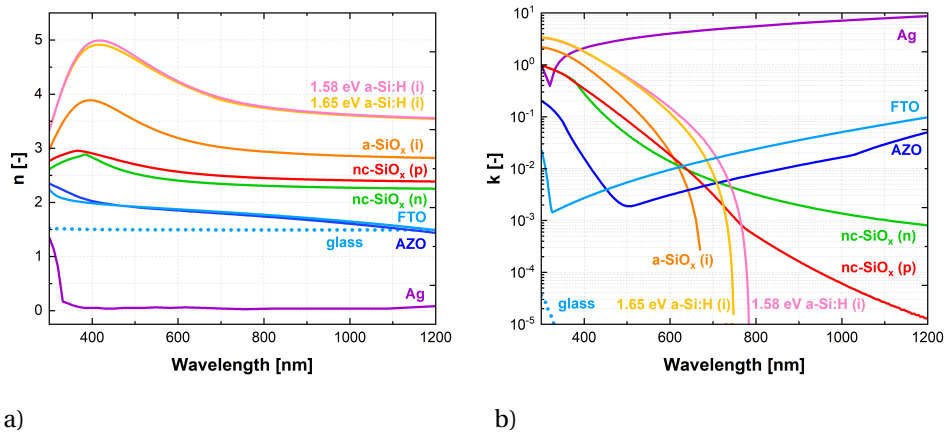 5
4
3
2
1
0
n [-]
400
600
800
1000
1200
Wavelength [nm]
1.58 eV a-Si:H (i)
1.65 eV a-Si:H (i)
a-SiOx (i)
nc-SiOx (p)
nc-SiOx (n)
FTO
glass
AZO
Ag
a)
10^1
10^0
10^-1
10^-2
10^-3
10^-4
10^-5
k [-]
400
600
800
1000
1200
Wavelength [nm]
Ag
FTO
AZO
nc-SiOx (n)
a-SiOx (i)
nc-SiOx (p)
glass
1.65 eV a-Si:H (i)
1.58 eV a-Si:H (i)
b)